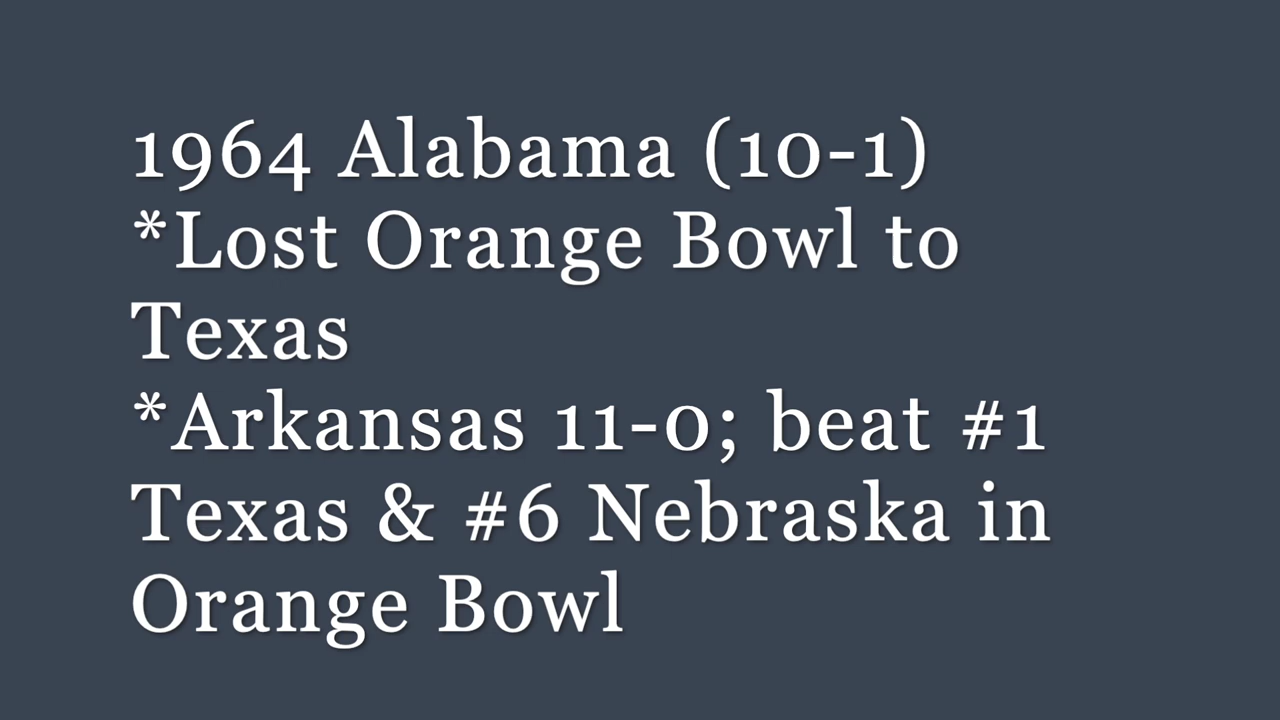 1964 Alabama (10-1)
*Lost Orange Bowl to
Texas
*Arkansas 11-0; beat #1
Texas & #6 Nebraska in
Orange Bowl